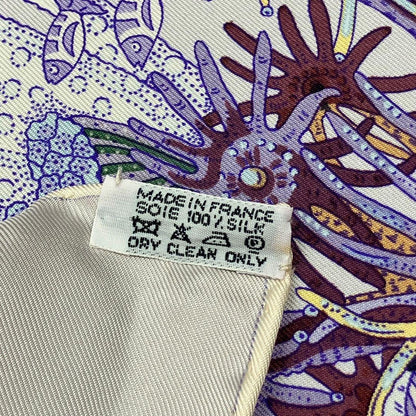 MADE IN FRANCE
SOIE 100% SILK
DRY CLEAN ONLY